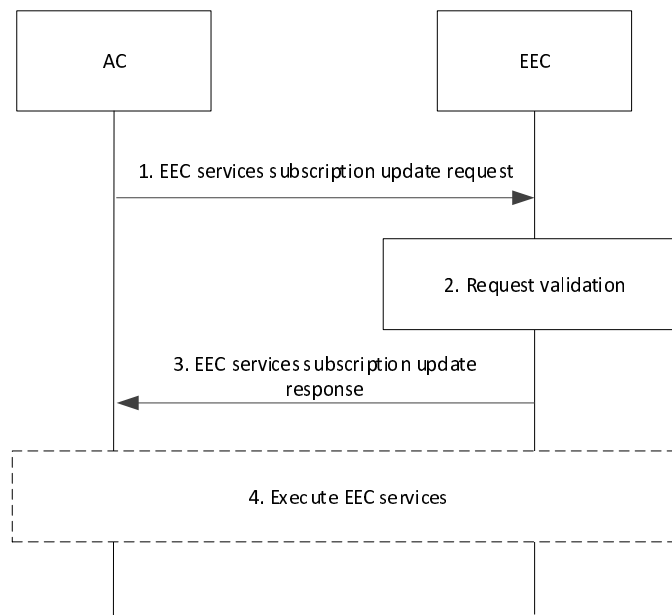 AC
EEC
1. EEC services subscription update request
2. Request validation
3. EEC services subscription update
response
4. Execute EEC services